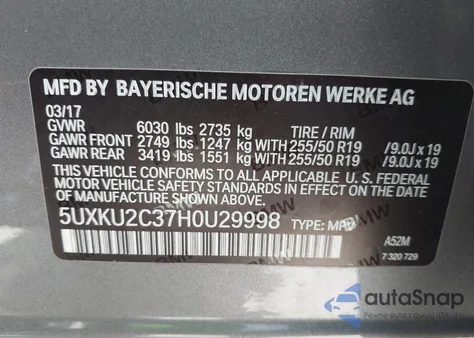 MFD BY BAYERISCHE MOTOREN WERKE AG
03/17
GVWR 6030 lbs 2735 kg TIRE / RIM
GAWR FRONT 2749 lbs 1247 kg WITH 255/50 R19 /9.0J x 19
GAWR REAR 3419 lbs 1551 kg WITH 255/50 R19 /9.0J x 19
THIS VEHICLE CONFORMS TO ALL APPLICABLE U.S. FEDERAL
MOTOR VEHICLE SAFETY STANDARDS IN EFFECT ON THE
DATE OF MANUFACTURE SHOWN ABOVE.
5UXKU2C37H0U29998 TYPE: MPV
A52M
7 320 729
autoSnap